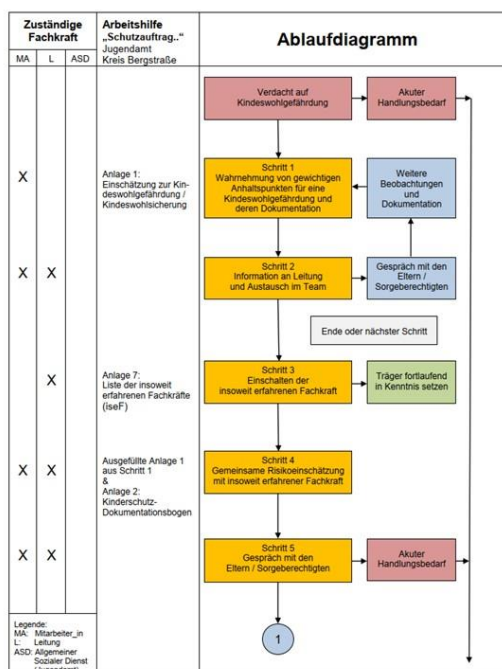 Zuständige
Fachkraft
MA L ASD
Arbeitshilfe
„Schutzauftrag..“
Jugendamt
Kreis Bergstraße
Ablaufdiagramm
Verdacht auf
Kindeswohlgefährdung
Akuter
Handlungsbedarf
X
Anlage 1:
Einschätzung zur Kin-
deswohlgefährdung /
Kindeswohlsicherung
Schritt 1
Wahrnehmung von gewichtigen
Anhaltspunkten für eine
Kindeswohlgefährdung und
deren Dokumentation
Weitere
Beobachtungen
und
Dokumentation
X X
Schritt 2
Information an Leitung
und Austausch im Team
Gespräch mit den
Eltern /
Sorgeberechtigten
Ende oder nächster Schritt
X
Anlage 7:
Liste der insoweit
erfahrenen Fachkräfte
(iseF)
Schritt 3
Einschalten der
insoweit erfahrenen Fachkraft
Träger fortlaufend
in Kenntnis setzen
X X
Ausgefüllte Anlage 1
aus Schritt 1
&
Anlage 2:
Kinderschutz-
Dokumentationsbogen
Schritt 4
Gemeinsame Risikoeinschätzung
mit insoweit erfahrener Fachkraft
X X
Schritt 5
Gespräch mit den
Eltern / Sorgeberechtigten
Akuter
Handlungsbedarf
1
Legende:
MA: Mitarbeiter_in
L: Leitung
ASD: Allgemeiner
Sozialer Dienst